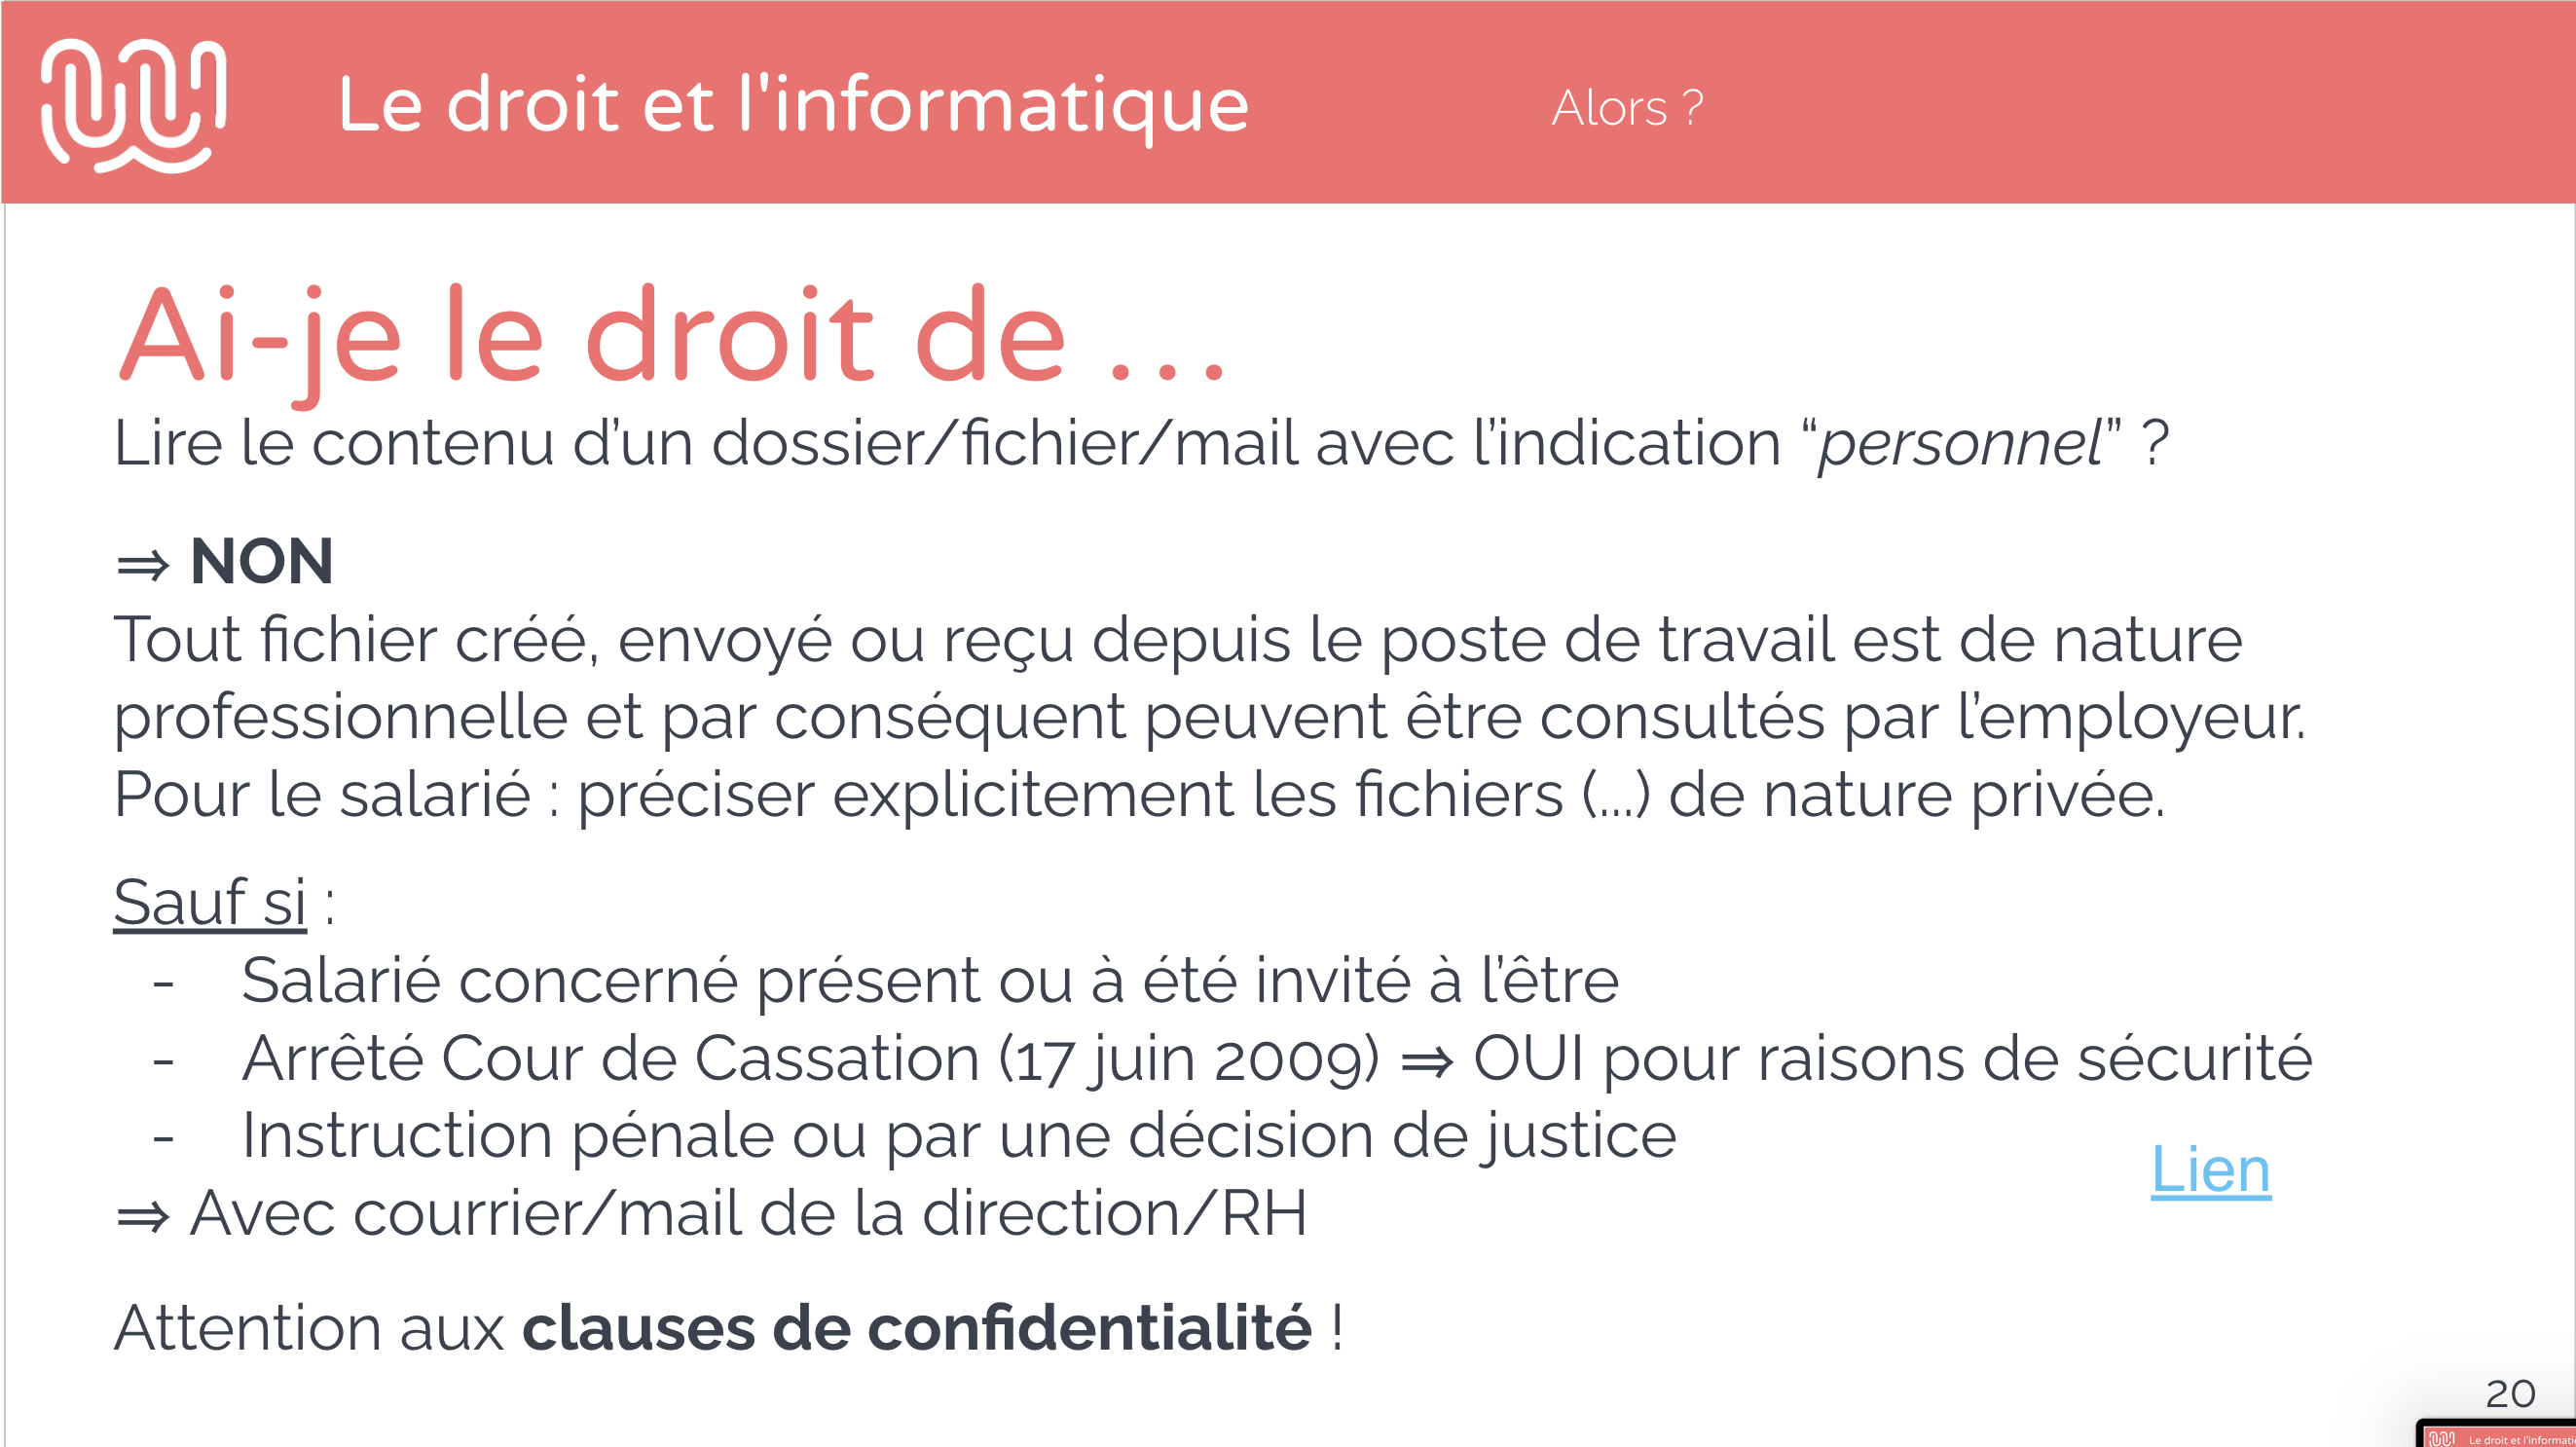 Le droit et l'informatique
Alors ?
Ai-je le droit de ...
Lire le contenu d’un dossier/fichier/mail avec l’indication “personnel” ?
⇒ NON
Tout fichier créé, envoyé ou reçu depuis le poste de travail est de nature
professionnelle et par conséquent peuvent être consultés par l’employeur.
Pour le salarié : préciser explicitement les fichiers (...) de nature privée.
Sauf si :
- Salarié concerné présent ou à été invité à l’être
- Arrêté Cour de Cassation (17 juin 2009) ⇒ OUI pour raisons de sécurité
- Instruction pénale ou par une décision de justice
Lien
⇒ Avec courrier/mail de la direction/RH
Attention aux clauses de confidentialité !
20
Le droit et l'informati